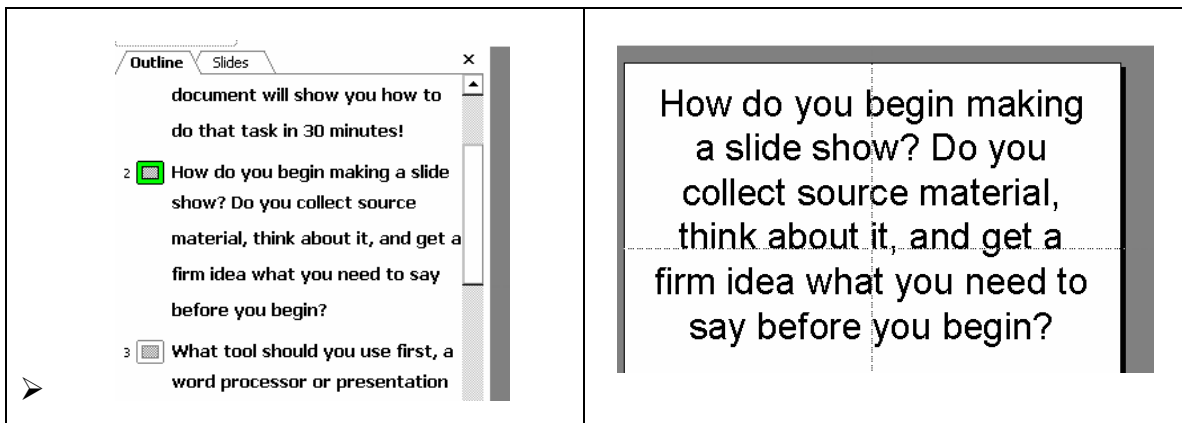 Outline Slides ×
document will show you how to
do that task in 30 minutes!
2 How do you begin making a slide
show? Do you collect source
material, think about it, and get a
firm idea what you need to say
before you begin?
3 What tool should you use first, a
word processor or presentation
➢
How do you begin making
a slide show? Do you
collect source material,
think about it, and get a
firm idea what you need to
say before you begin?